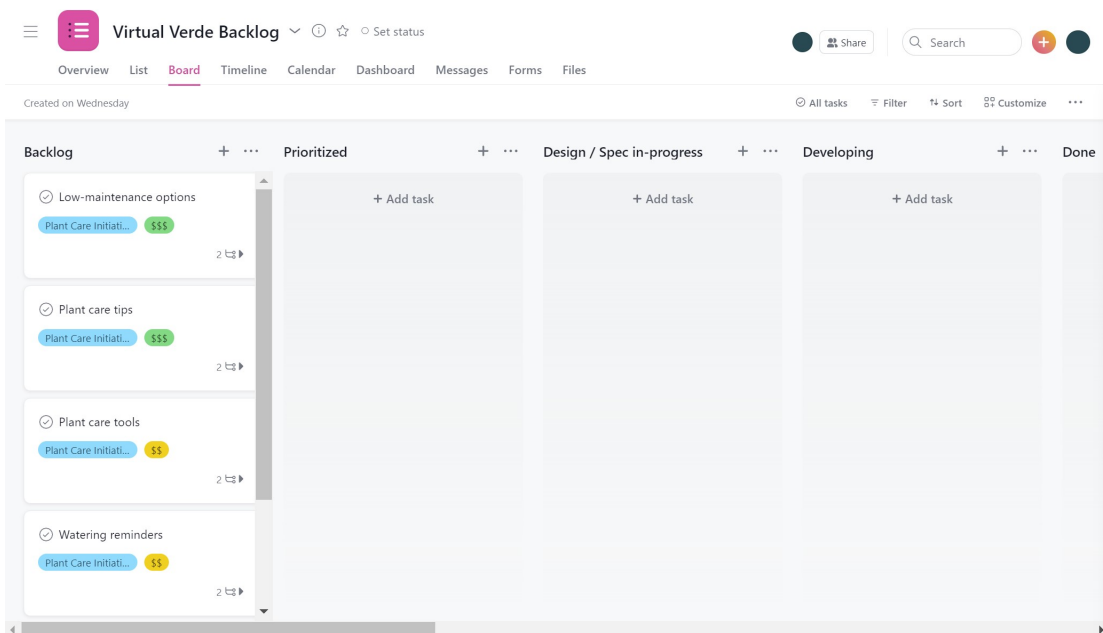 Virtual Verde Backlog
Set status
Share
Search
Overview List Board Timeline Calendar Dashboard Messages Forms Files
Created on Wednesday
All tasks Filter Sort Customize
Backlog
Low-maintenance options
Plant Care Initiati... $$$
2
Plant care tips
Plant Care Initiati... $$$
2
Plant care tools
Plant Care Initiati... $$
2
Watering reminders
Plant Care Initiati... $$
2
Prioritized
+ Add task
Design / Spec in-progress
+ Add task
Developing
+ Add task
Done